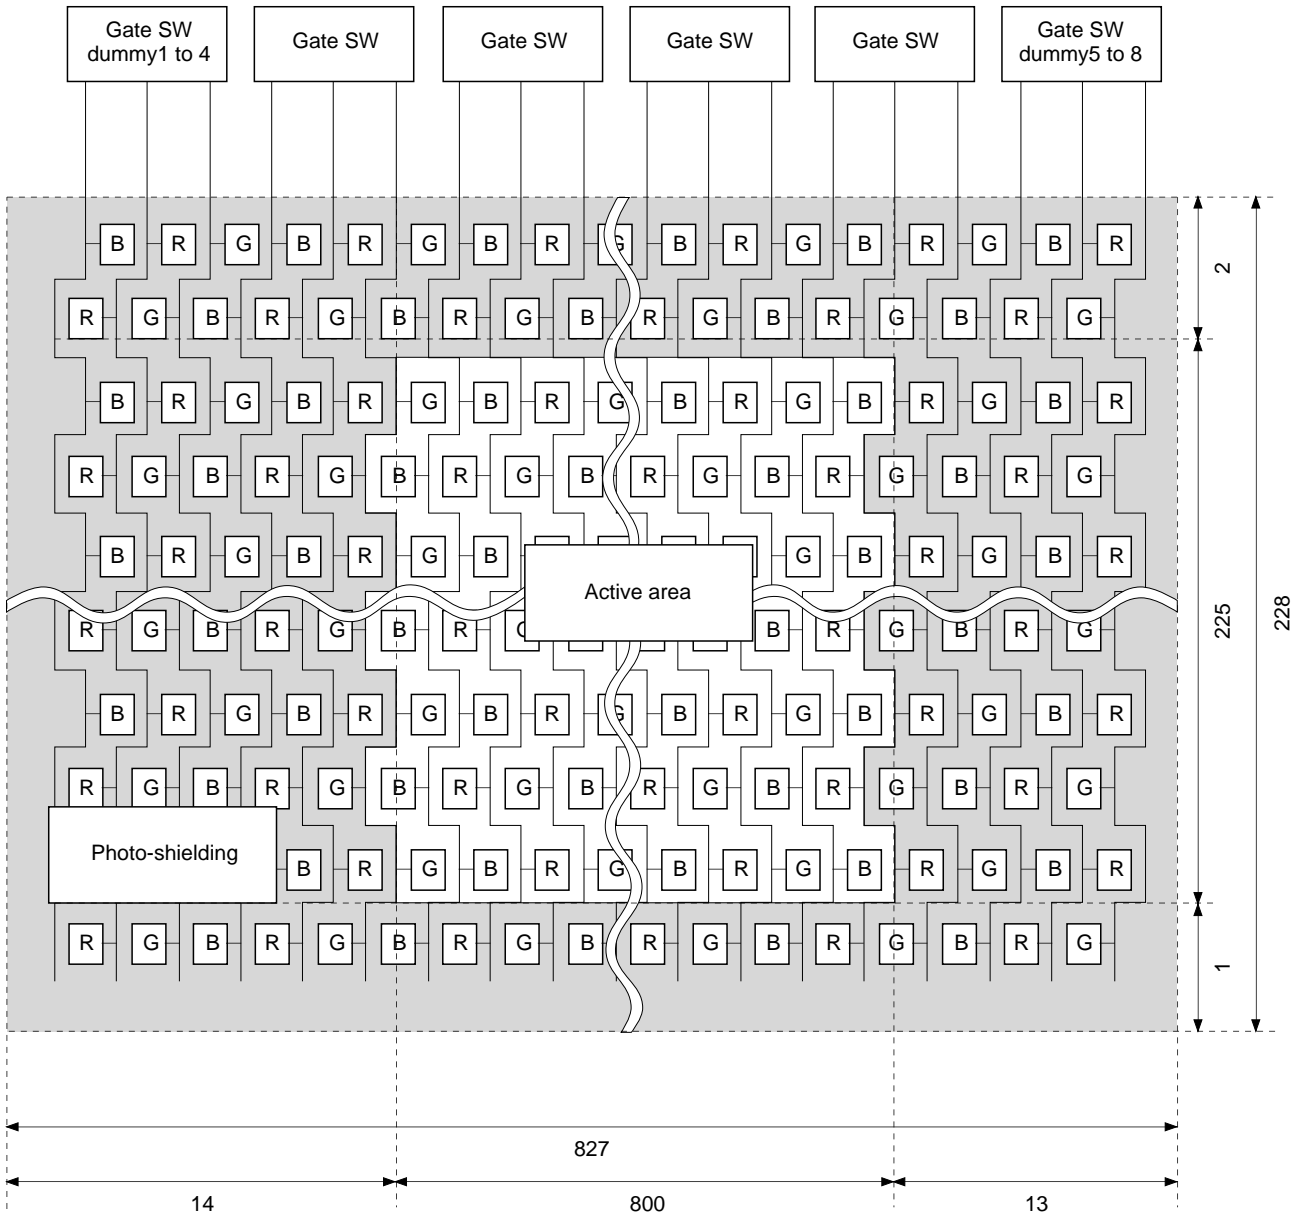 Gate SW
dummy1 to 4
Gate SW
Gate SW
Gate SW
Gate SW
Gate SW
dummy5 to 8
B R G B R G B R G B R G B R G B R
2
R G B R G B R G B R G B R G B R G
B R G B R G B R G B R G B R G B R
R G B R G B R G B R G B R G B R G
B R G B R G B G B R G B R
Active area
225
228
R G B R G B R B R G B R G
B R G B R G B R G B R G B R G B R
R G B R G B R G B R G B R G B R G
Photo-shielding
B R G B R G B R G B R G B R
R G B R G B R G B R G B R G B R G
1
827
14
800
13